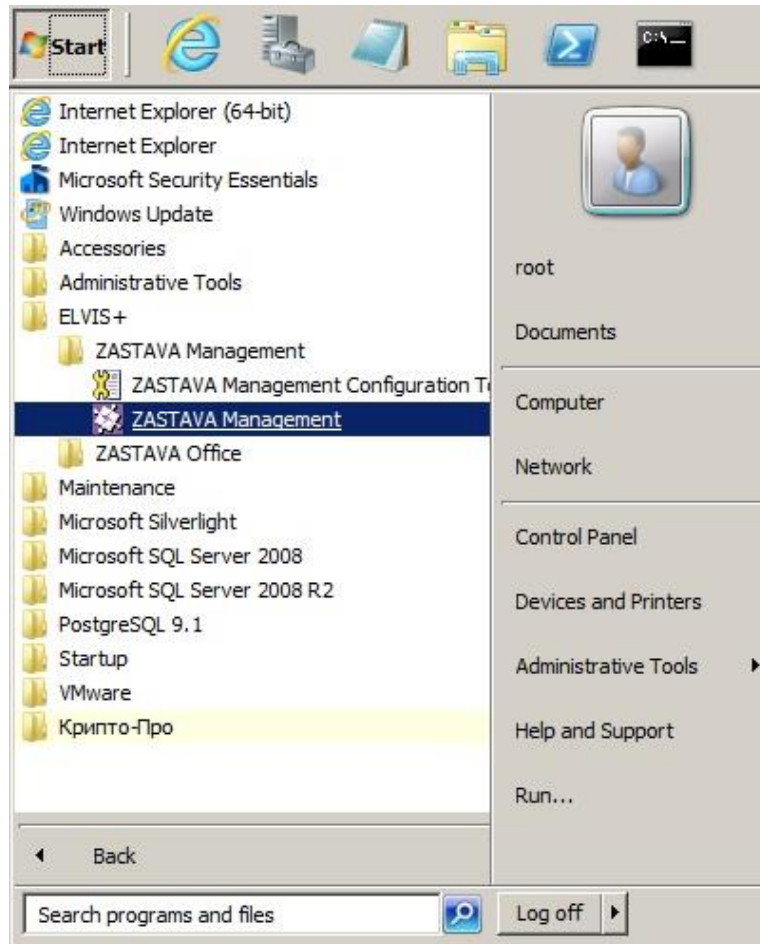 Start
C:\_
Internet Explorer (64-bit)
Internet Explorer
Microsoft Security Essentials
Windows Update
Accessories
Administrative Tools
ELVIS+
ZASTAVA Management
ZASTAVA Management Configuration T
ZASTAVA Management
ZASTAVA Office
Maintenance
Microsoft Silverlight
Microsoft SQL Server 2008
Microsoft SQL Server 2008 R2
PostgreSQL 9.1
Startup
VMware
Крипто-Про
Back
Search programs and files
root
Documents
Computer
Network
Control Panel
Devices and Printers
Administrative Tools
Help and Support
Run...
Log off